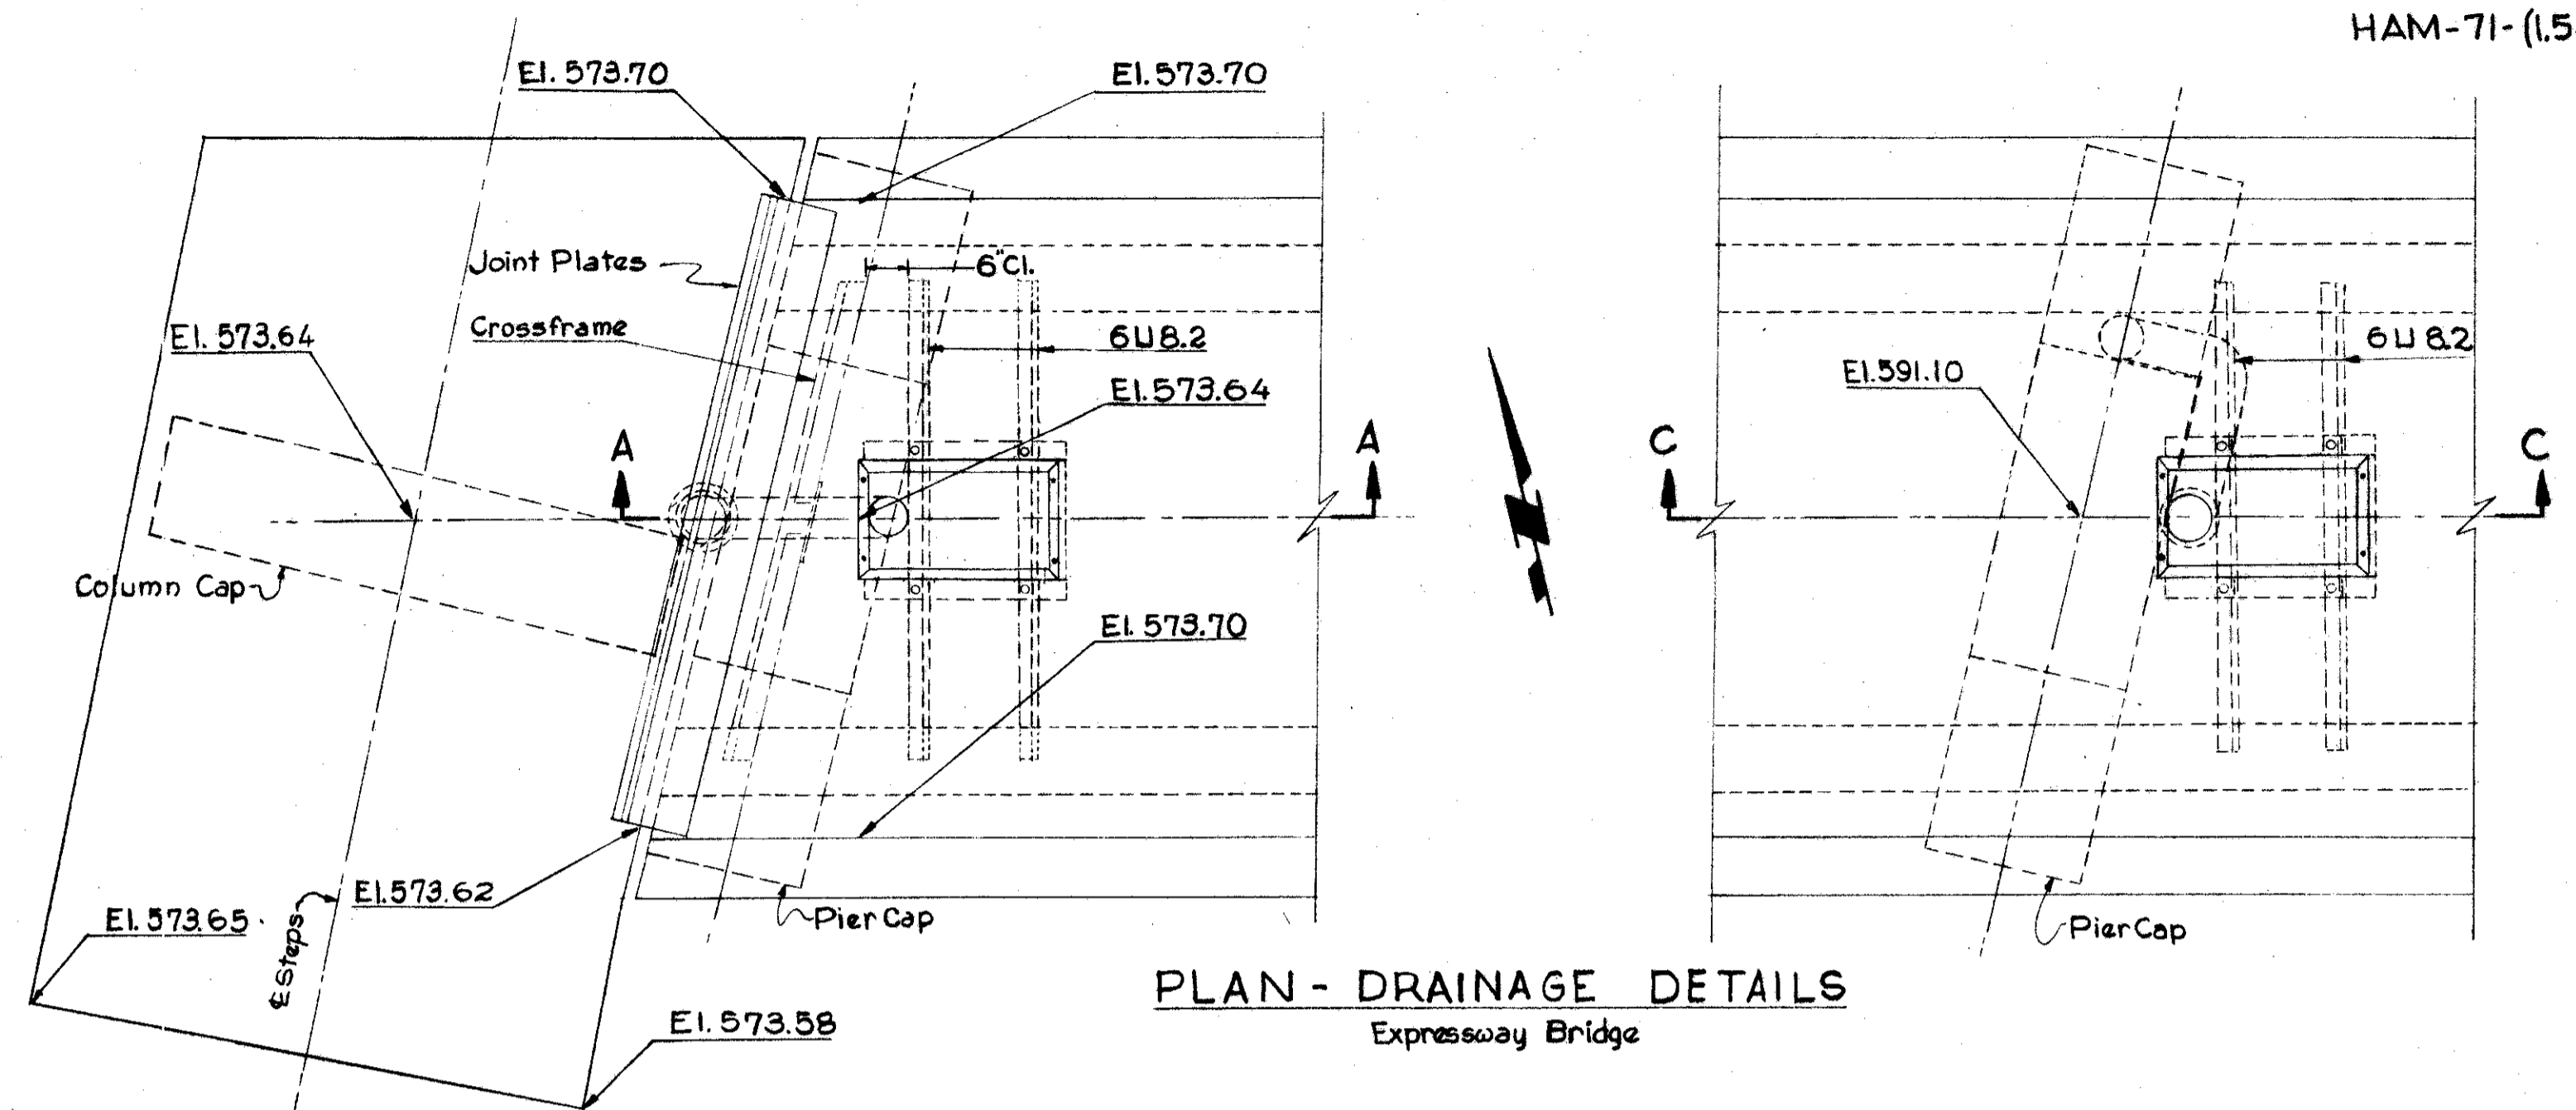 HAM-71-(1.5
El. 573.70
El. 573.70
Joint Plates
6"Cl.
Crossframe
El. 573.64
6 U 8.2
6 U 8.2
El. 573.64
El. 591.10
A
A
C
C
Column Cap
El. 573.70
El. 573.62
El. 573.65
℄ Steps
Pier Cap
Pier Cap
PLAN - DRAINAGE DETAILS
Expressway Bridge
El. 573.58